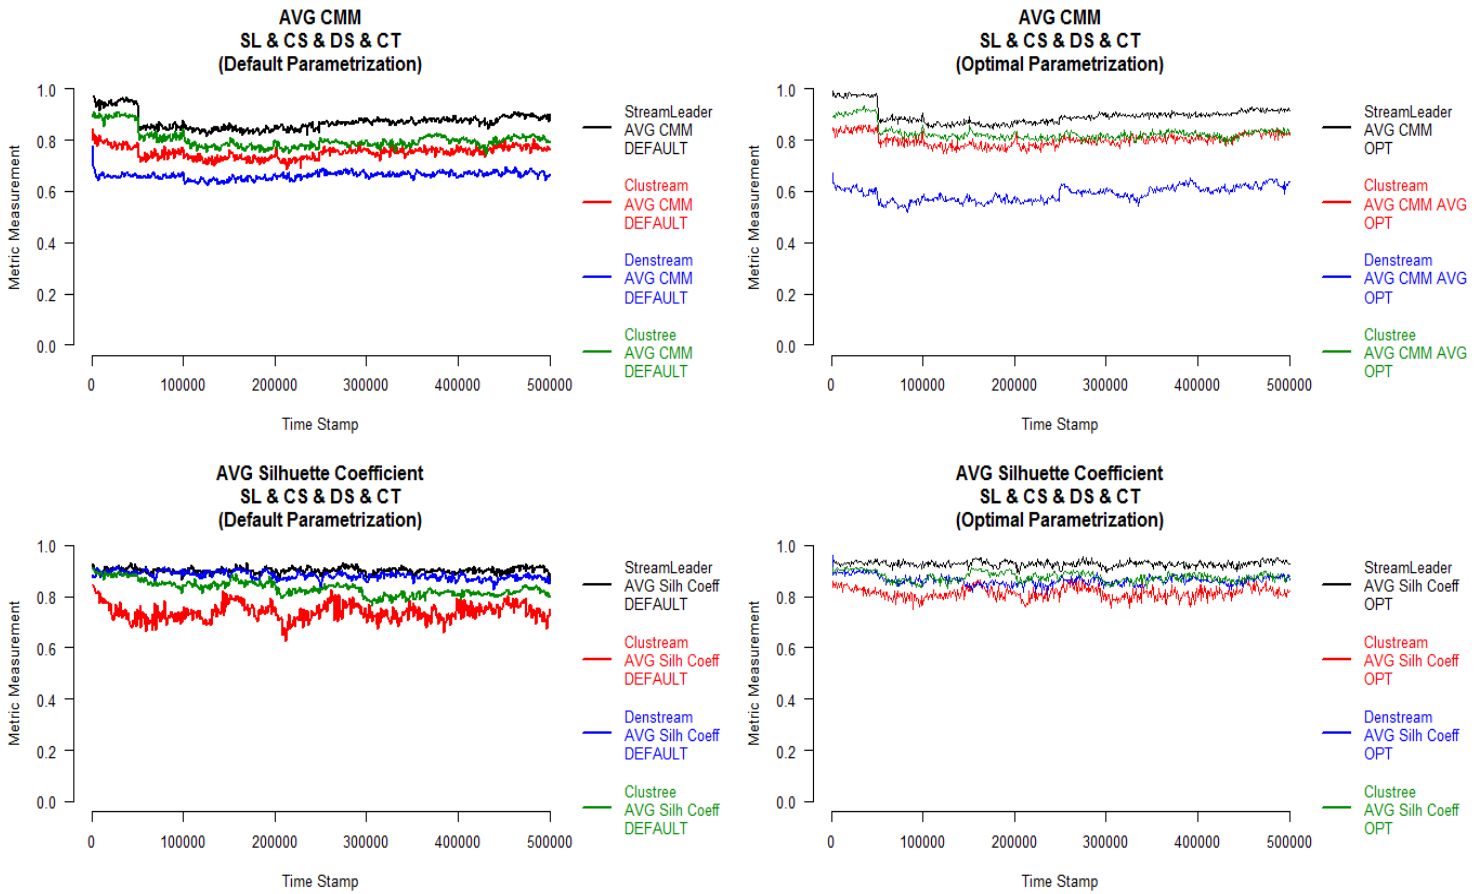 AVG CMM
SL & CS & DS & CT
(Default Parametrization)
Metric Measurement
1.0
0.8
0.6
0.4
0.2
0.0
0
100000
200000
300000
400000
500000
Time Stamp
StreamLeader
AVG CMM
DEFAULT
Clustream
AVG CMM
DEFAULT
Denstream
AVG CMM
DEFAULT
Clustree
AVG CMM
DEFAULT
AVG CMM
SL & CS & DS & CT
(Optimal Parametrization)
Metric Measurement
1.0
0.8
0.6
0.4
0.2
0.0
0
100000
200000
300000
400000
500000
Time Stamp
StreamLeader
AVG CMM
OPT
Clustream
AVG CMM AVG
OPT
Denstream
AVG CMM AVG
OPT
Clustree
AVG CMM AVG
OPT
AVG Silhuette Coefficient
SL & CS & DS & CT
(Default Parametrization)
Metric Measurement
1.0
0.8
0.6
0.4
0.2
0.0
0
100000
200000
300000
400000
500000
Time Stamp
StreamLeader
AVG Silh Coeff
DEFAULT
Clustream
AVG Silh Coeff
DEFAULT
Denstream
AVG Silh Coeff
DEFAULT
Clustree
AVG Silh Coeff
DEFAULT
AVG Silhuette Coefficient
SL & CS & DS & CT
(Optimal Parametrization)
Metric Measurement
1.0
0.8
0.6
0.4
0.2
0.0
0
100000
200000
300000
400000
500000
Time Stamp
StreamLeader
AVG Silh Coeff
OPT
Clustream
AVG Silh Coeff
OPT
Denstream
AVG Silh Coeff
OPT
Clustree
AVG Silh Coeff
OPT